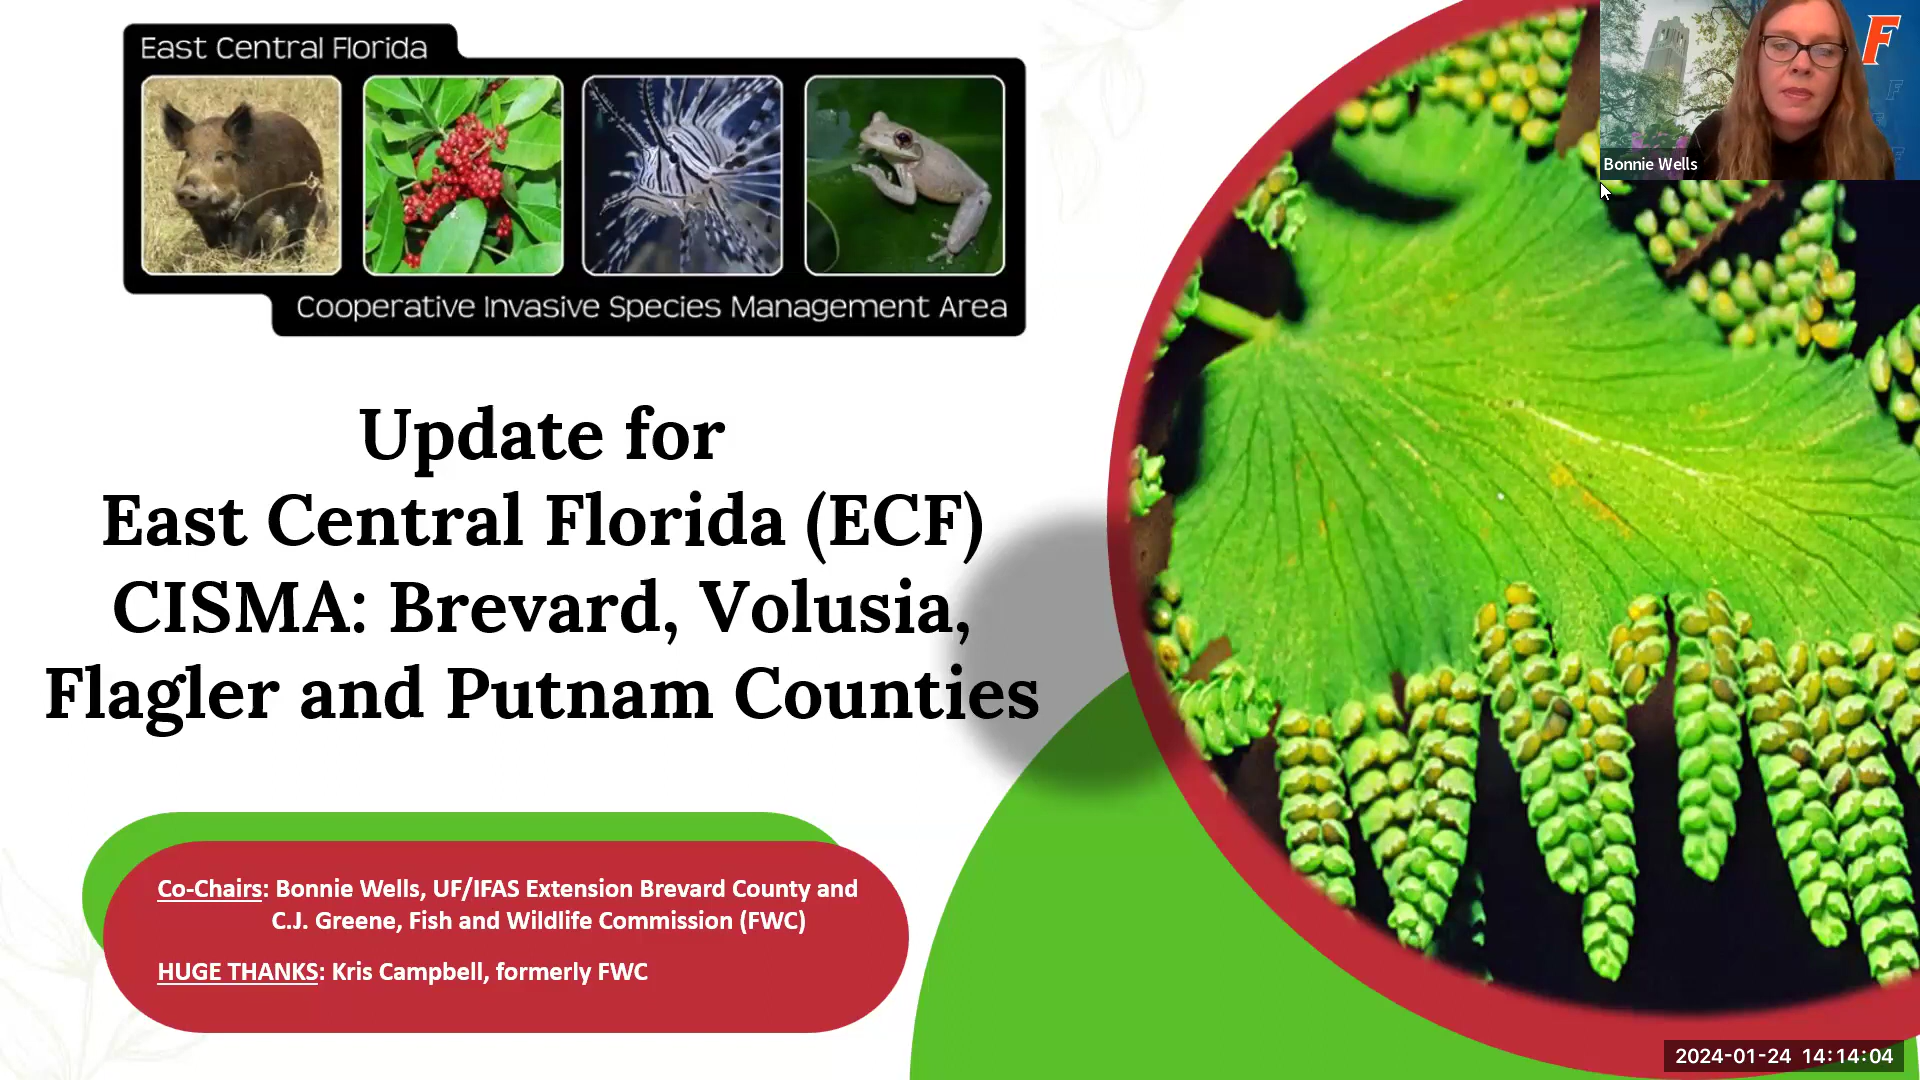 East Central Florida
Cooperative Invasive Species Management Area
Update for
East Central Florida (ECF)
CISMA: Brevard, Volusia,
Flagler and Putnam Counties
Co-Chairs: Bonnie Wells, UF/IFAS Extension Brevard County and
C.J. Greene, Fish and Wildlife Commission (FWC)
HUGE THANKS: Kris Campbell, formerly FWC
F
Bonnie Wells
2024-01-24 14:14:04